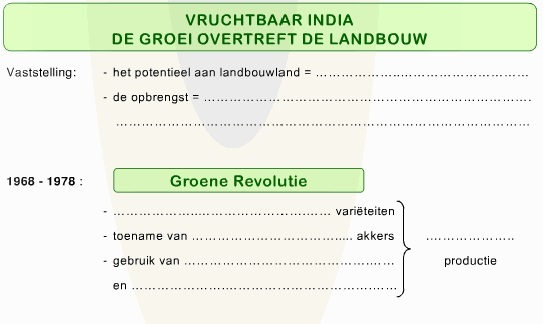 VRUCHTBAAR INDIA
DE GROEI OVERTREFT DE LANDBOUW
Vaststelling: - het potentieel aan landbouwland = ……………………………………………
- de opbrengst = ……………………………………………………………………
………………………………………………………………………………………
1968 - 1978 : Groene Revolutie
- …………………………………………… variëteiten
- toename van ……………………………….. akkers
- gebruik van ……………………………………………
en ……………………………………………………
………………….
productie